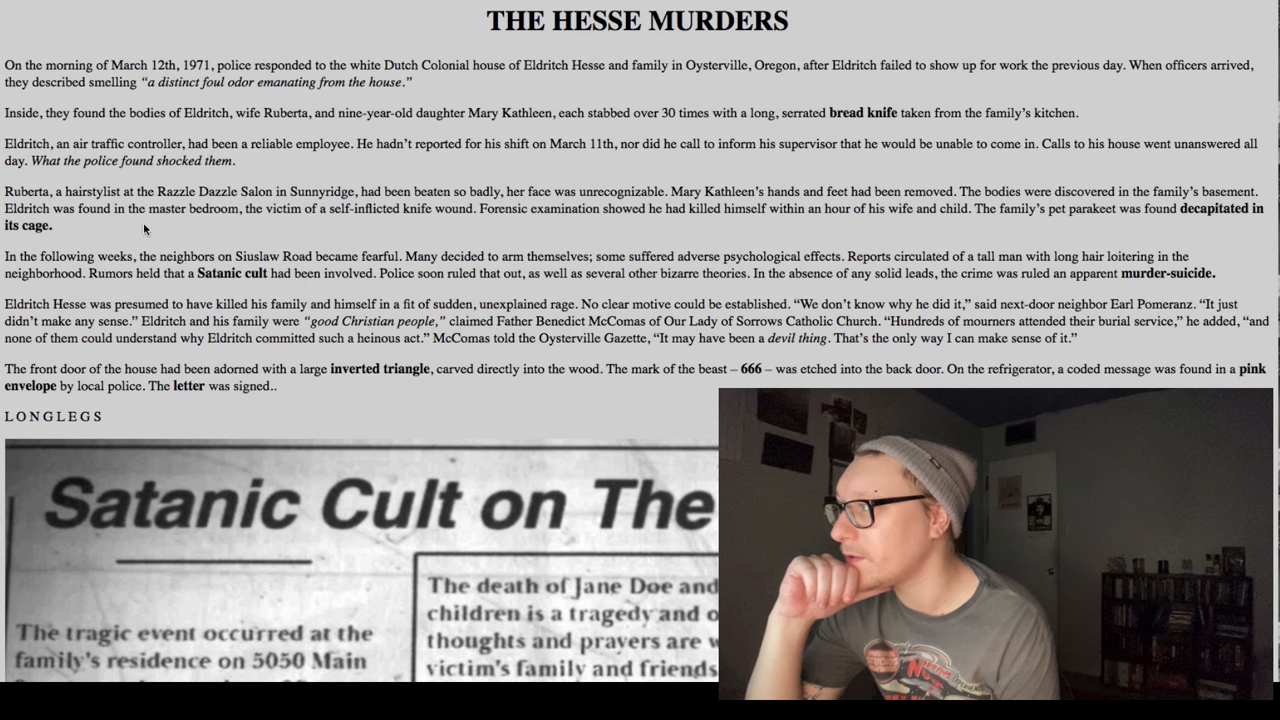 THE HESSE MURDERS
On the morning of March 12th, 1971, police responded to the white Dutch Colonial house of Eldritch Hesse and family in Oysterville, Oregon, after Eldritch failed to show up for work the previous day. When officers arrived,
they described smelling “a distinct foul odor emanating from the house.”
Inside, they found the bodies of Eldritch, wife Ruberta, and nine-year-old daughter Mary Kathleen, each stabbed over 30 times with a long, serrated bread knife taken from the family’s kitchen.
Eldritch, an air traffic controller, had been a reliable employee. He hadn’t reported for his shift on March 11th, nor did he call to inform his supervisor that he would be unable to come in. Calls to his house went unanswered all
day. What the police found shocked them.
Ruberta, a hairstylist at the Razzle Dazzle Salon in Sunnyridge, had been beaten so badly, her face was unrecognizable. Mary Kathleen’s hands and feet had been removed. The bodies were discovered in the family’s basement.
Eldritch was found in the master bedroom, the victim of a self-inflicted knife wound. Forensic examination showed he had killed himself within an hour of his wife and child. The family’s pet parakeet was found decapitated in
its cage.
In the following weeks, the neighbors on Siuslaw Road became fearful. Many decided to arm themselves; some suffered adverse psychological effects. Reports circulated of a tall man with long hair loitering in the
neighborhood. Rumors held that a Satanic cult had been involved. Police soon ruled that out, as well as several other bizarre theories. In the absence of any solid leads, the crime was ruled an apparent murder-suicide.
Eldritch Hesse was presumed to have killed his family and himself in a fit of sudden, unexplained rage. No clear motive could be established. “We don’t know why he did it,” said next-door neighbor Earl Pomeranz. “It just
didn’t make any sense.” Eldritch and his family were “good Christian people,” claimed Father Benedict McComas of Our Lady of Sorrows Catholic Church. “Hundreds of mourners attended their burial service,” he added, “and
none of them could understand why Eldritch committed such a heinous act.” McComas told the Oysterville Gazette, “It may have been a devil thing. That’s the only way I can make sense of it.”
The front door of the house had been adorned with a large inverted triangle, carved directly into the wood. The mark of the beast – 666 – was etched into the back door. On the refrigerator, a coded message was found in a pink
envelope by local police. The letter was signed..
L O N G L E G S
Satanic Cult on The
The death of Jane Doe and
children is a tragedy and o
thoughts and prayers are
victim’s family and friends
The tragic event occurred at the
family’s residence on 5050 Main